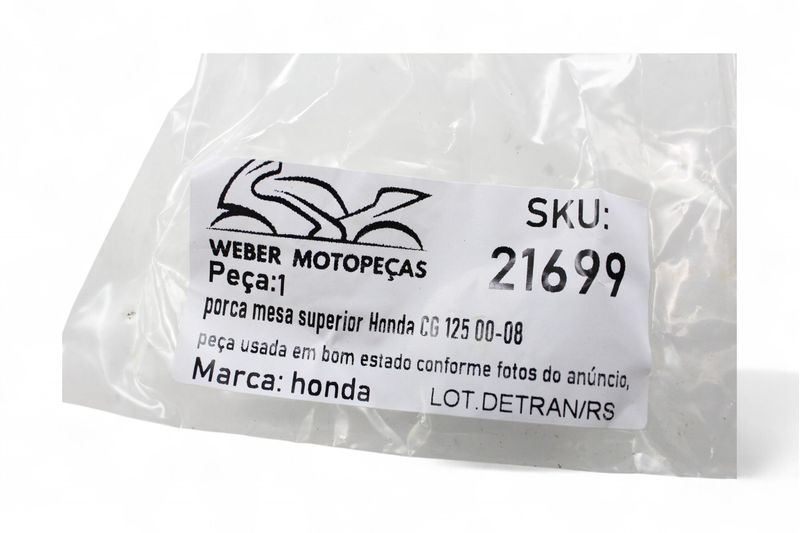 WEBER MOTOPEÇAS
SKU:
21699
Peça:1
porca mesa superior Honda CG 125 00-08
peça usada em bom estado conforme fotos do anúncio,
Marca: honda
LOT.DETRAN/RS